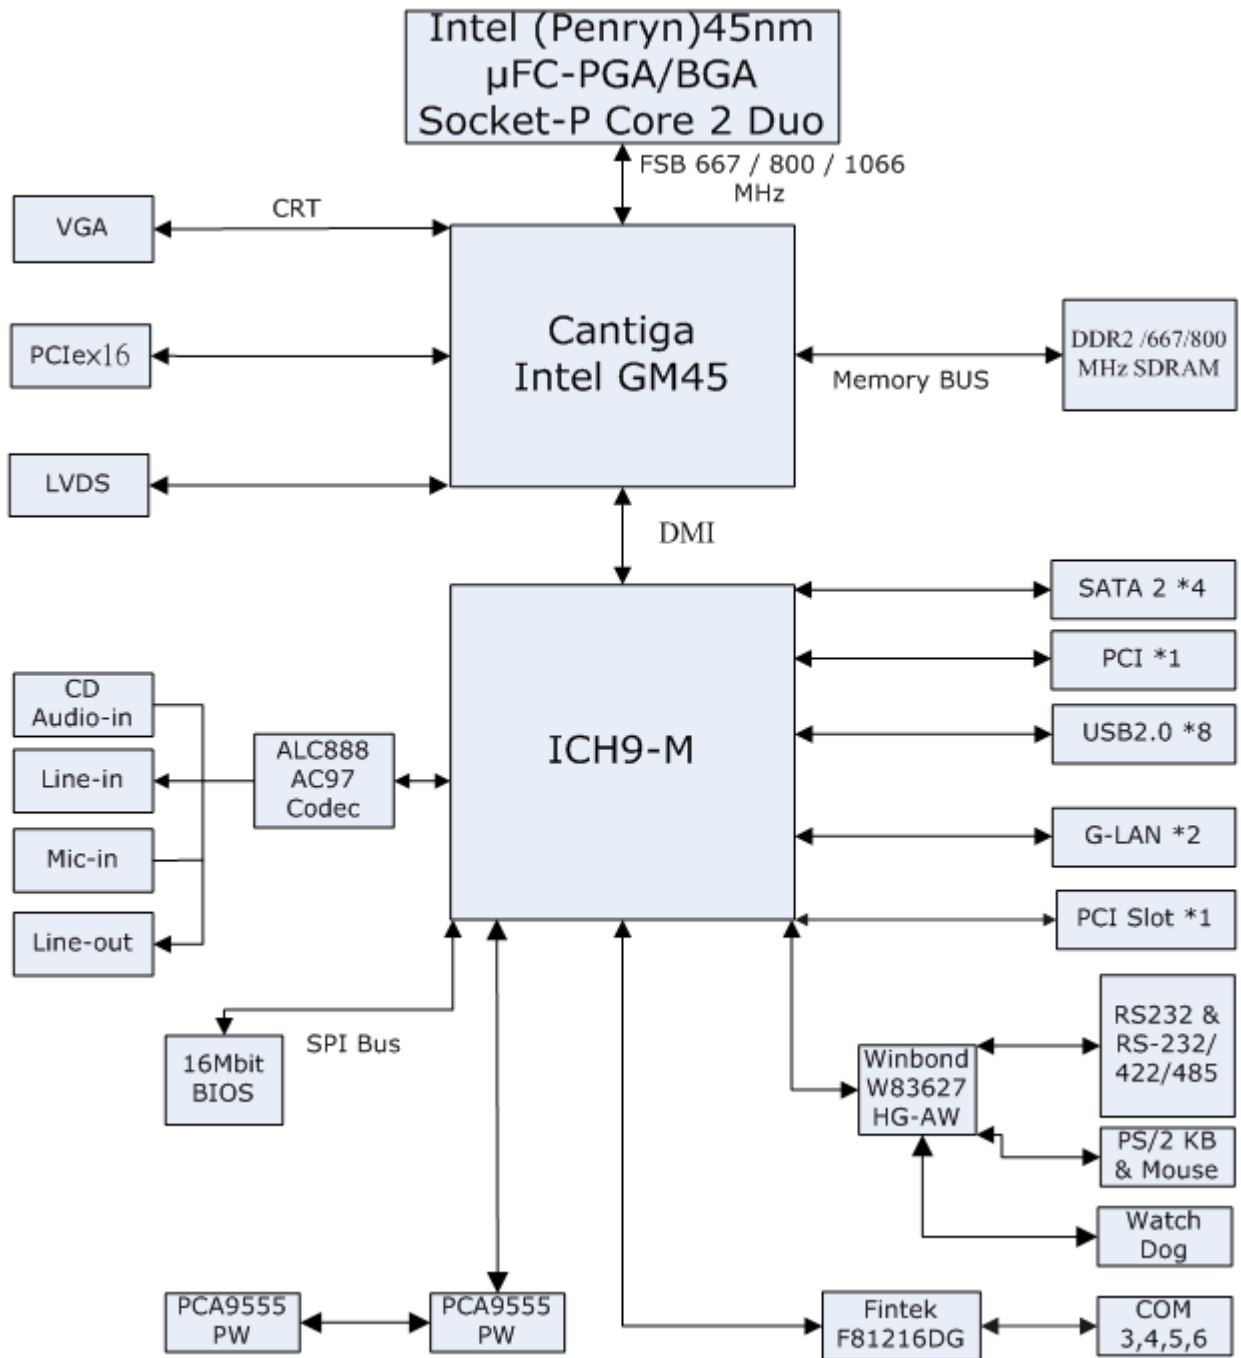 Intel (Penryn)45nm
µFC-PGA/BGA
Socket-P Core 2 Duo
FSB 667 / 800 / 1066
MHz
CRT
VGA
Cantiga
Intel GM45
PCIex16
DDR2 /667/800
MHz SDRAM
Memory BUS
LVDS
DMI
SATA 2 *4
PCI *1
CD
Audio-in
USB2.0 *8
ICH9-M
ALC888
AC97
Codec
Line-in
G-LAN *2
Mic-in
PCI Slot *1
Line-out
SPI Bus
16Mbit
BIOS
RS232 &
RS-232/
422/485
Winbond
W83627
HG-AW
PS/2 KB
& Mouse
Watch
Dog
PCA9555
PW
PCA9555
PW
Fintek
F81216DG
COM
3,4,5,6